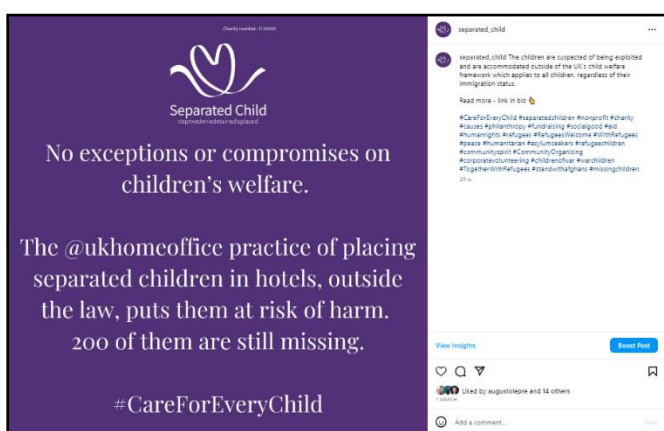 Separated Child
No exceptions or compromises on
children's welfare.
The @ukhomeoffice practice of placing
separated children in hotels, outside
the law, puts them at risk of harm.
200 of them are still missing.
#CareForEveryChild
separated_child
separated_child The children are suspected of being exploited
and are accommodated outside of the UK's child welfare
framework which applies to all children, regardless of their
immigration status.
Read more - link in bio 👆
#CareForEveryChild #separatedchildren #nonprofit #charity
#causes #philanthropy #fundraising #socialgood #aid
#humanrights #refugees #RefugeesWelcome #WithRefugees
#peace #humanitarian #asylumseekers #refugeechildren
#communityspirit #CommunityOrganising
#corporatevolunteering #childrenofwar #warchildren
#TogetherWithRefugees #standwithafghans #missingchildren
View Insights
Boost Post
Liked by augustolepre and 14 others
1 MARCH
Add a comment...
Post